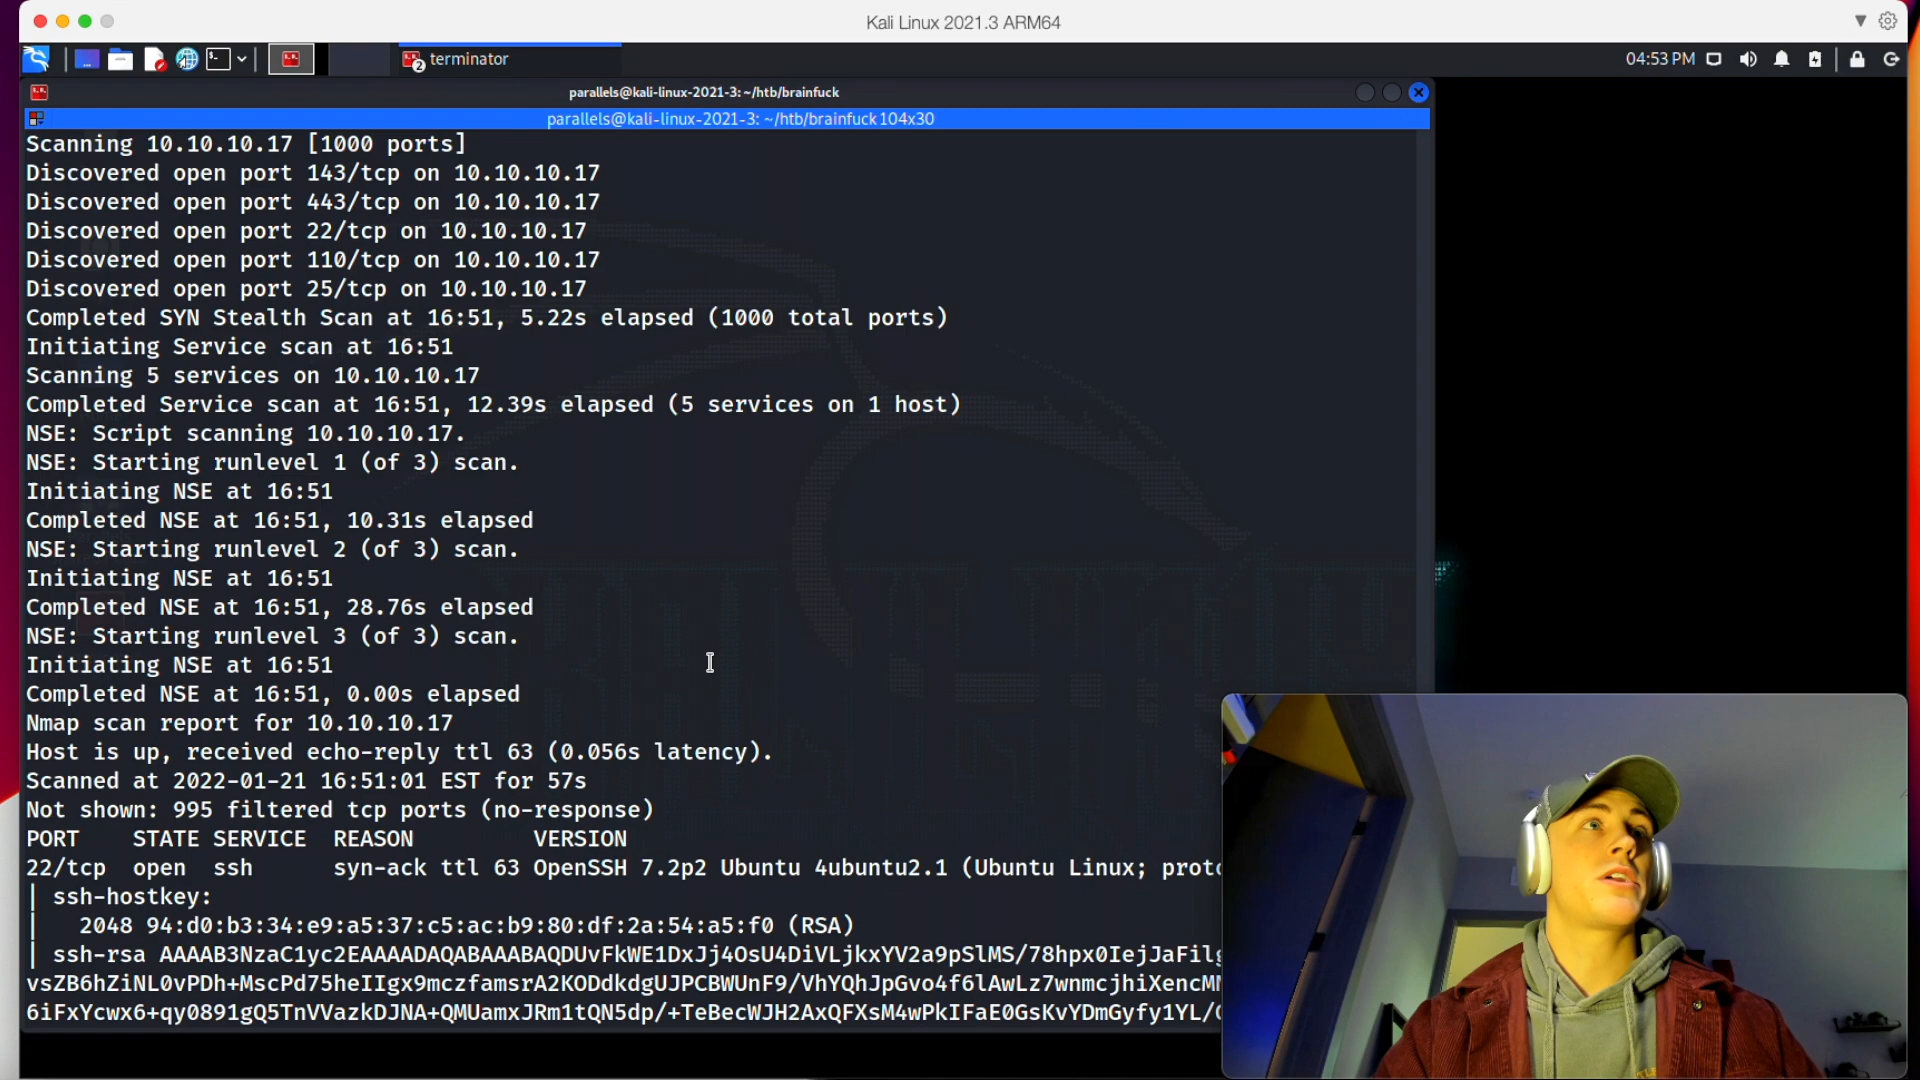 Kali Linux 2021.3 ARM64
2 terminator
04:53 PM
parallels@kali-linux-2021-3: ~/htb/brainfuck
parallels@kali-linux-2021-3: ~/htb/brainfuck 104x30
Scanning 10.10.10.17 [1000 ports]
Discovered open port 143/tcp on 10.10.10.17
Discovered open port 443/tcp on 10.10.10.17
Discovered open port 22/tcp on 10.10.10.17
Discovered open port 110/tcp on 10.10.10.17
Discovered open port 25/tcp on 10.10.10.17
Completed SYN Stealth Scan at 16:51, 5.22s elapsed (1000 total ports)
Initiating Service scan at 16:51
Scanning 5 services on 10.10.10.17
Completed Service scan at 16:51, 12.39s elapsed (5 services on 1 host)
NSE: Script scanning 10.10.10.17.
NSE: Starting runlevel 1 (of 3) scan.
Initiating NSE at 16:51
Completed NSE at 16:51, 10.31s elapsed
NSE: Starting runlevel 2 (of 3) scan.
Initiating NSE at 16:51
Completed NSE at 16:51, 28.76s elapsed
NSE: Starting runlevel 3 (of 3) scan.
Initiating NSE at 16:51
Completed NSE at 16:51, 0.00s elapsed
Nmap scan report for 10.10.10.17
Host is up, received echo-reply ttl 63 (0.056s latency).
Scanned at 2022-01-21 16:51:01 EST for 57s
Not shown: 995 filtered tcp ports (no-response)
PORT STATE SERVICE REASON VERSION
22/tcp open ssh syn-ack ttl 63 OpenSSH 7.2p2 Ubuntu 4ubuntu2.1 (Ubuntu Linux; proto
| ssh-hostkey:
| 2048 94:d0:b3:34:e9:a5:37:c5:ac:b9:80:df:2a:54:a5:f0 (RSA)
| ssh-rsa AAAAB3NzaC1yc2EAAAADAQABAAABAQDUvFkWE1DxJj4OsU4DiVLjkxYV2a9pSlMS/78hpx0IejJaFilg
vsZB6hZiNL0vPDh+MscPd75heIIgx9mczfamsrA2KODdkdgUJPCBWUnF9/VhYQhJpGvo4f6lAwLz7wnmcjhiXencM
6iFxYcwx6+qy0891gQ5TnVVazkDJNA+QMUamxJRm1tQN5dp/+TeBecWJH2AxQFXsM4wPkIFaE0GsKvYDmGyfy1YL/